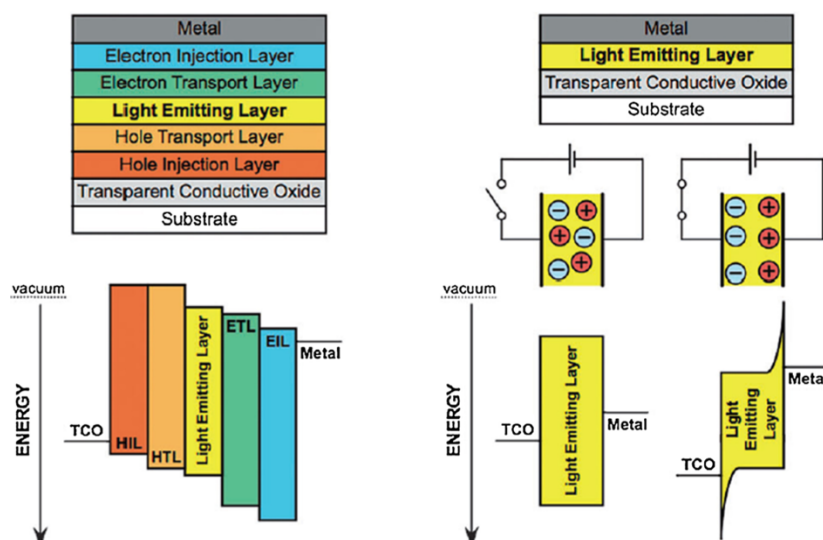 Metal
Electron Injection Layer
Electron Transport Layer
Light Emitting Layer
Hole Transport Layer
Hole Injection Layer
Transparent Conductive Oxide
Substrate
Metal
Light Emitting Layer
Transparent Conductive Oxide
Substrate
− +
+ −
− +
− +
− +
− +
vacuum
ENERGY
TCO
HIL
HTL
Light Emitting Layer
ETL
EIL
Metal
vacuum
ENERGY
TCO
Light Emitting Layer
Metal
TCO
Light
Emitting
Layer
Metal